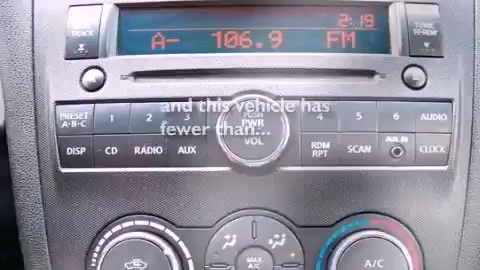 2:19
TRACK
TUNE
FF·REW
A- 106.9 FM
and this vehicle has
fewer than...
PRESET
A·B·C
1
2
3
PUSH
PWR
VOL
4
5
6
AUDIO
DISP
CD
RADIO
AUX
RDM
RPT
SCAN
AUX IN
CLOCK
MAX
A/C
A/C